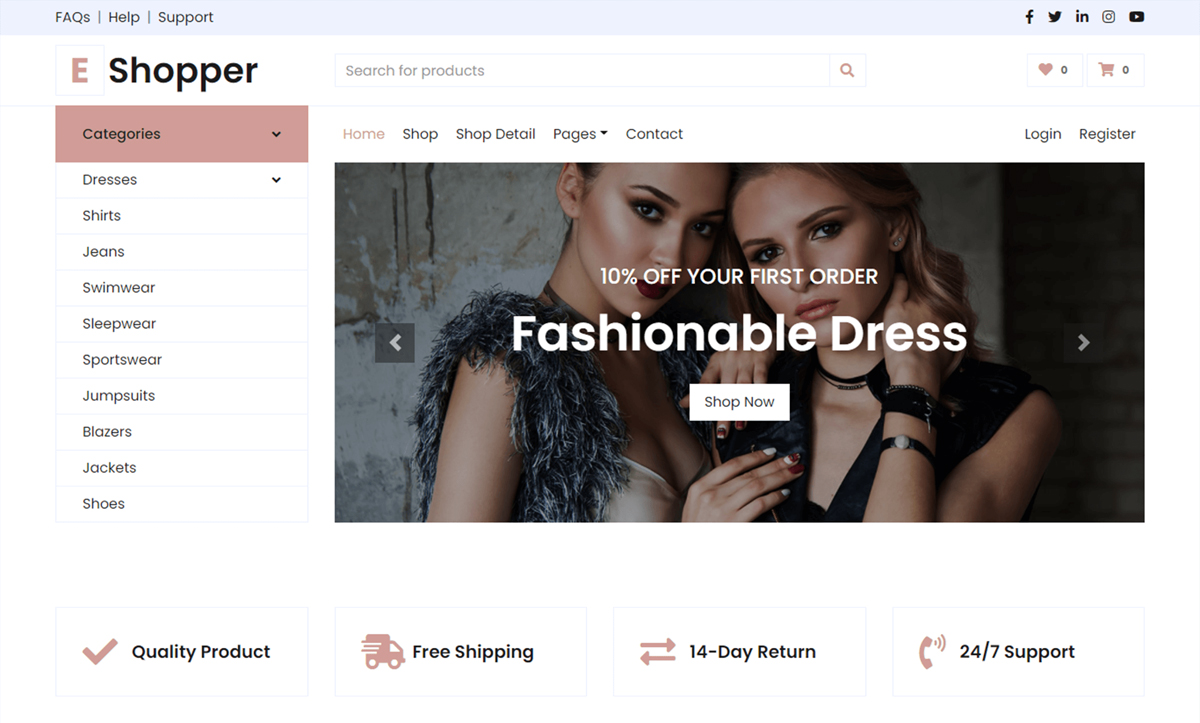 FAQs | Help | Support
E Shopper
Search for products
0
0
Categories
Home Shop Shop Detail Pages Contact
Login Register
Dresses
Shirts
Jeans
Swimwear
Sleepwear
Sportswear
Jumpsuits
Blazers
Jackets
Shoes
10% OFF YOUR FIRST ORDER
Fashionable Dress
Shop Now
Quality Product
Free Shipping
14-Day Return
24/7 Support